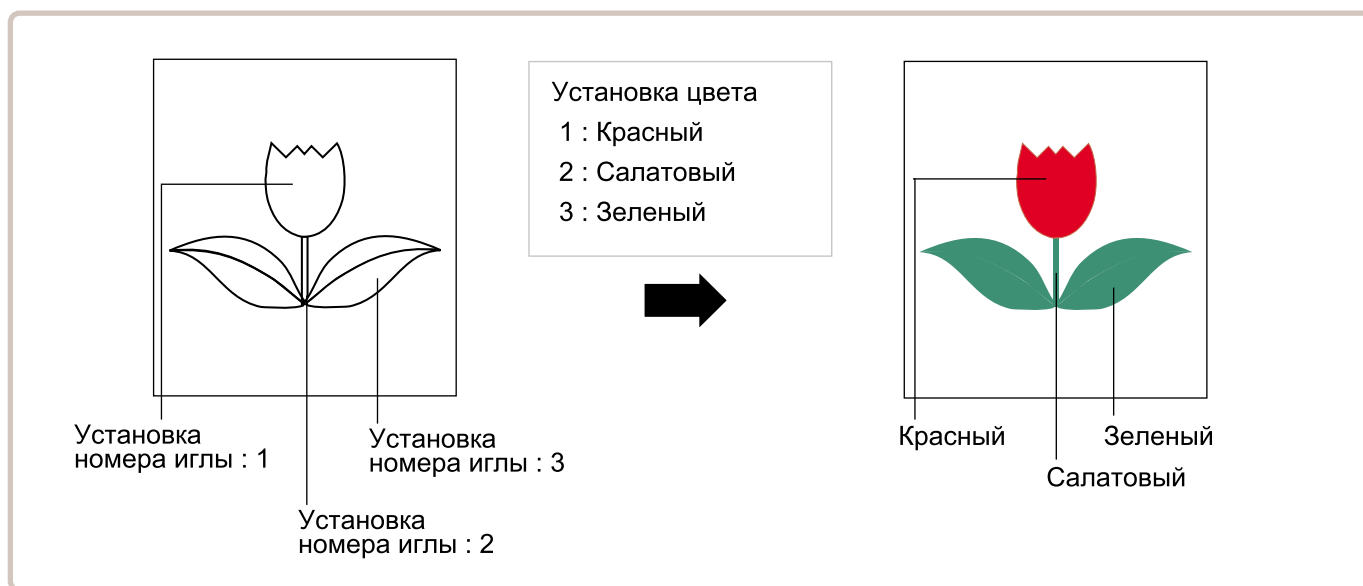 Установка цвета
1 : Красный
2 : Салатовый
3 : Зеленый
Установка
номера иглы : 1
Установка
номера иглы : 3
Установка
номера иглы : 2
Красный
Зеленый
Салатовый